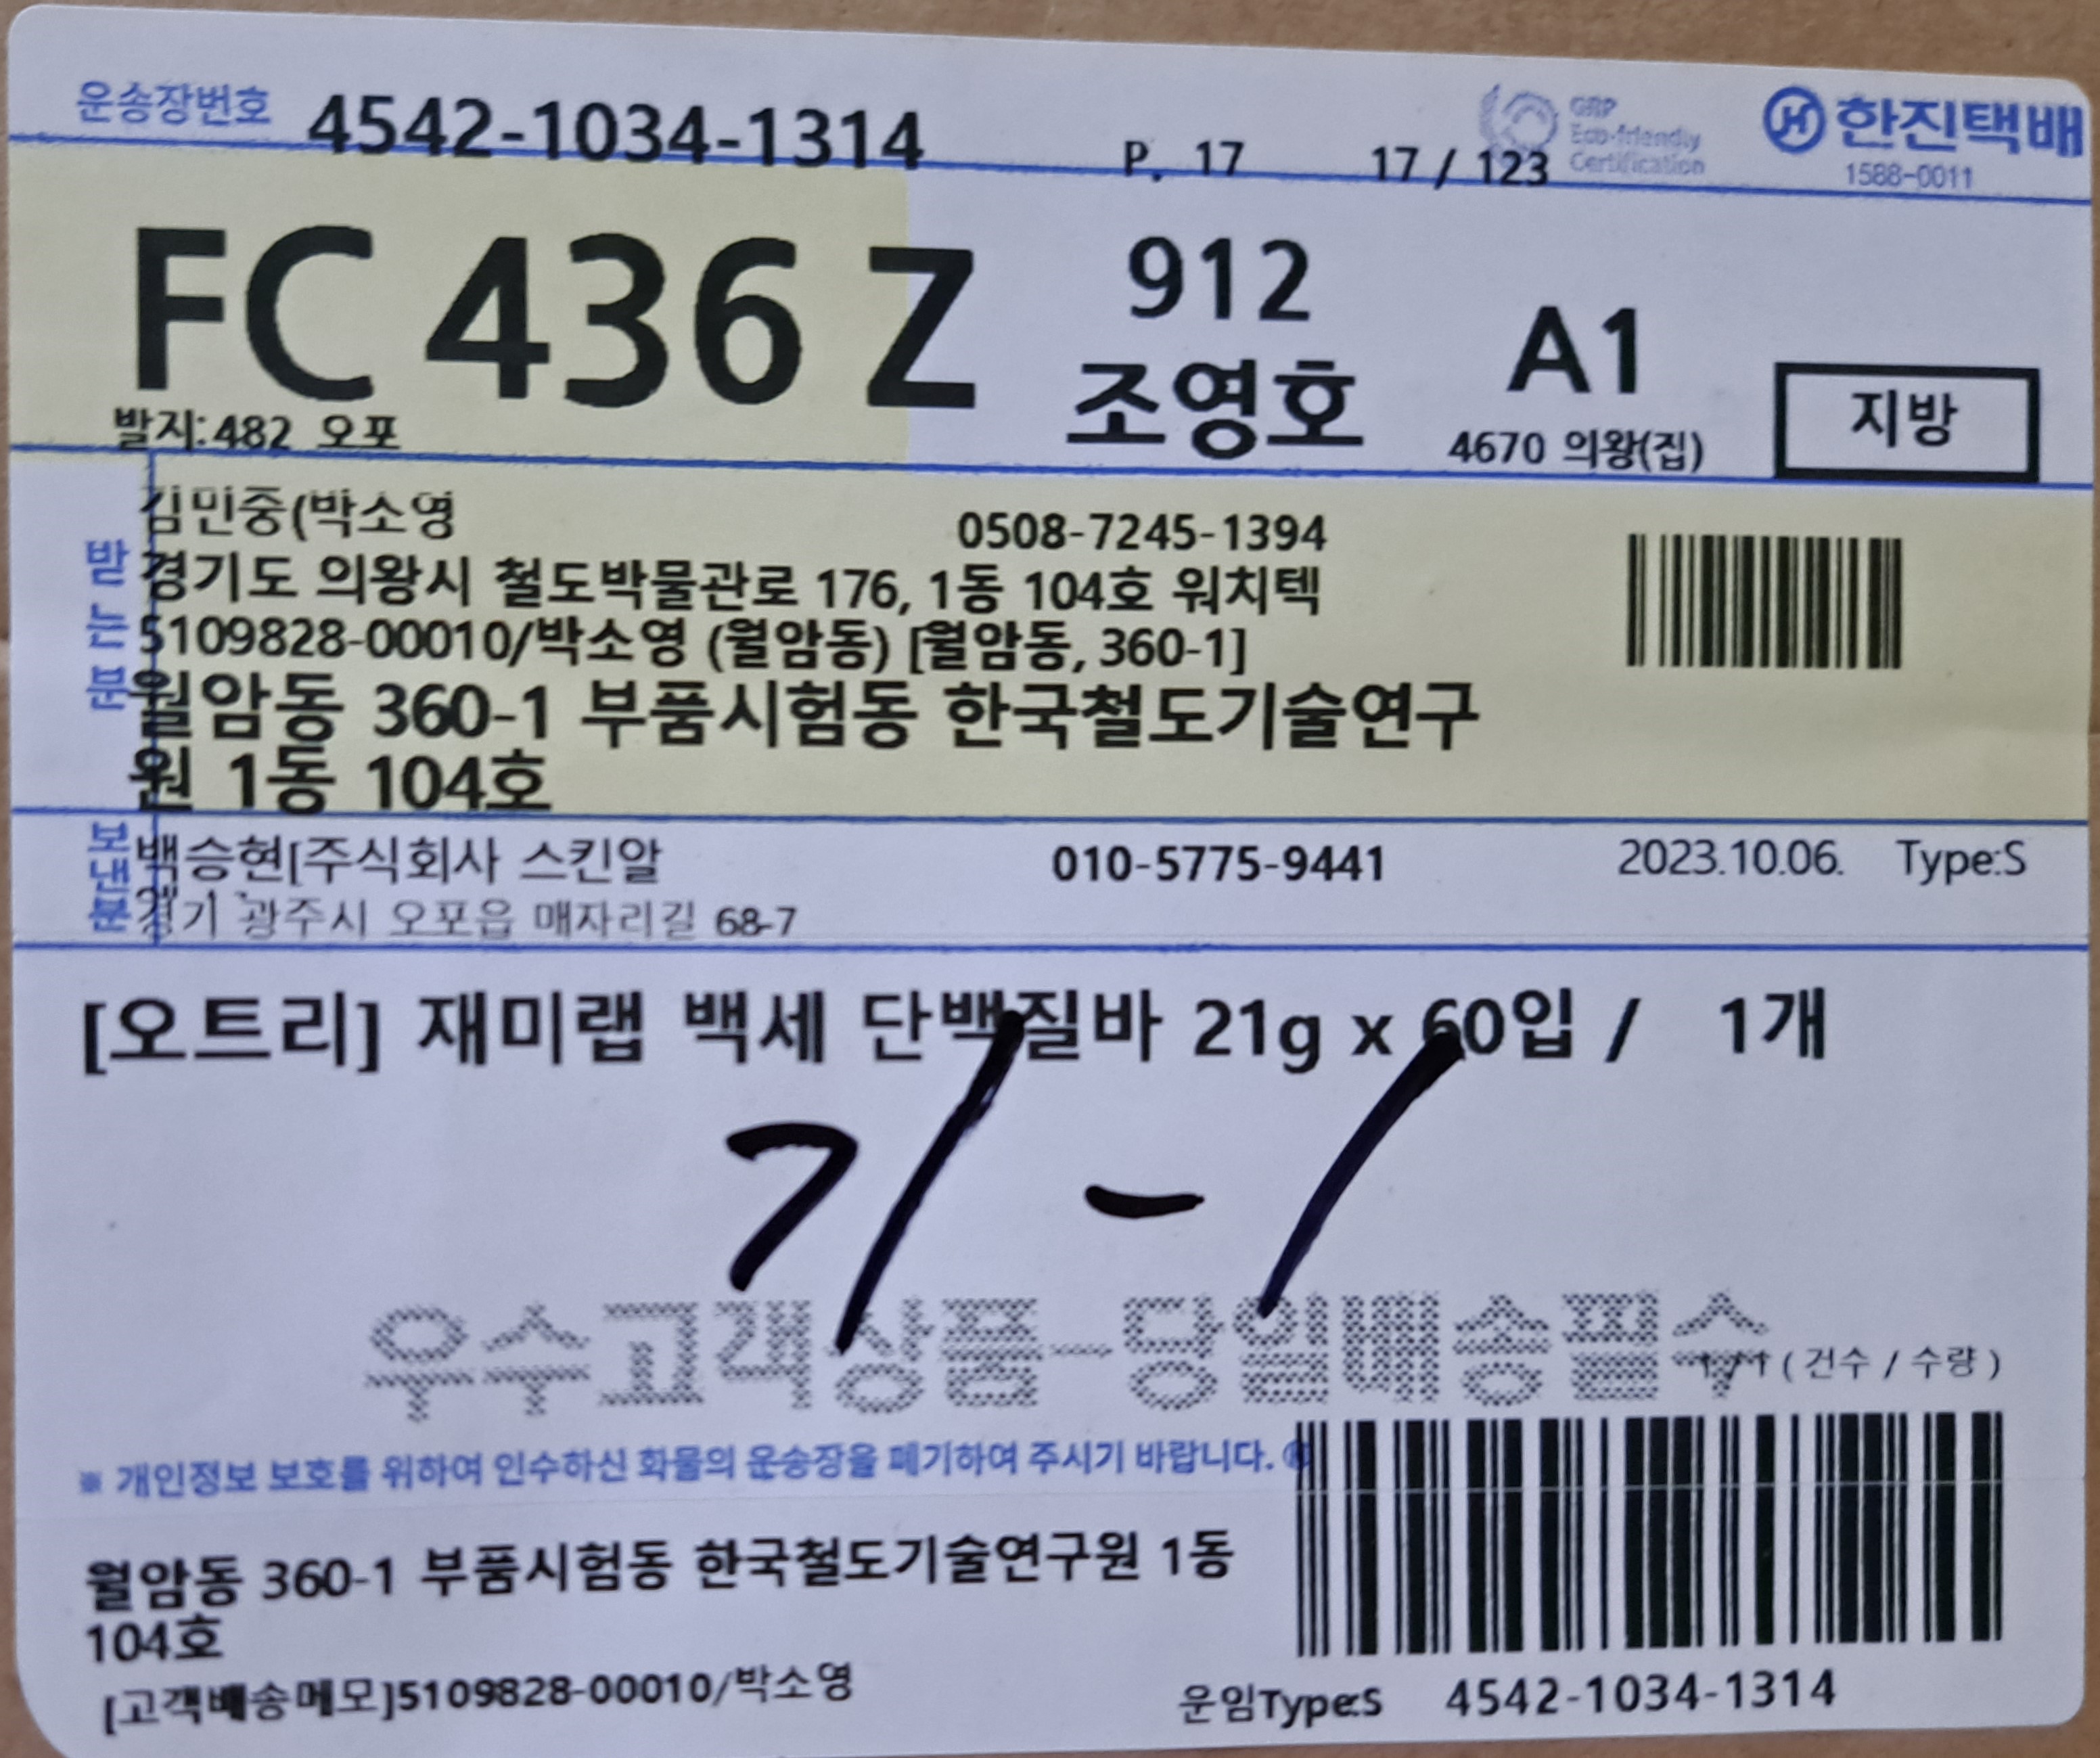 운송장번호 4542-1034-1314 P. 17 17 / 123 GRP Eco-friendly Certification 한진택배 1588-0011
FC 436 Z 912 조영호 A1 지방
발지:482 오포 4670 의왕(집)
받는분 김민중(박소영 0508-7245-1394
경기도 의왕시 철도박물관로 176, 1동 104호 워치텍
5109828-00010/박소영 (월암동) [월암동, 360-1]
월암동 360-1 부품시험동 한국철도기술연구
원 1동 104호
보낸분 백승현[주식회사 스킨알 010-5775-9441 2023.10.06. Type:S
경기 광주시 오포읍 매자리길 68-7
[오트리] 재미랩 백세 단백질바 21g x 60입 / 1개
7/ - /
우수고객상품-당일배송필수
1 / 1 ( 건수 / 수량 )
※ 개인정보 보호를 위하여 인수하신 화물의 운송장을 폐기하여 주시기 바랍니다.
월암동 360-1 부품시험동 한국철도기술연구원 1동
104호
[고객배송메모]5109828-00010/박소영
운임Type:S 4542-1034-1314